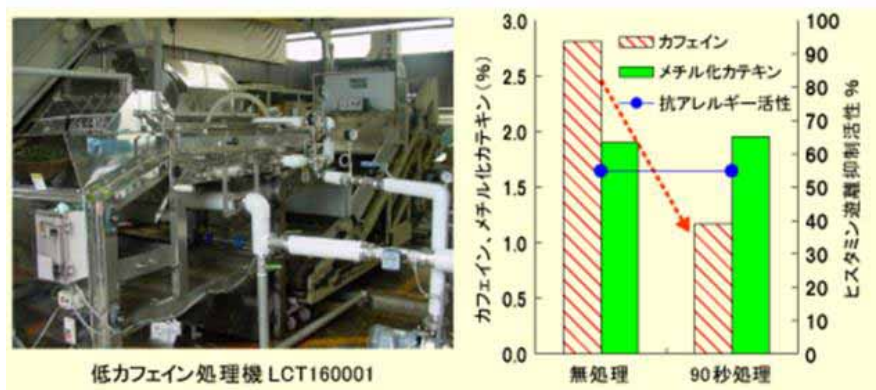 低カフェイン処理機 LCT160001
カフェイン、メチル化カテキン(%)
3.0
2.5
2.0
1.5
1.0
0.5
0.0
カフェイン
メチル化カテキン
抗アレルギー活性
100
90
80
70
60
50
40
30
20
10
0
ヒスタミン遊離抑制活性 %
無処理
90秒処理